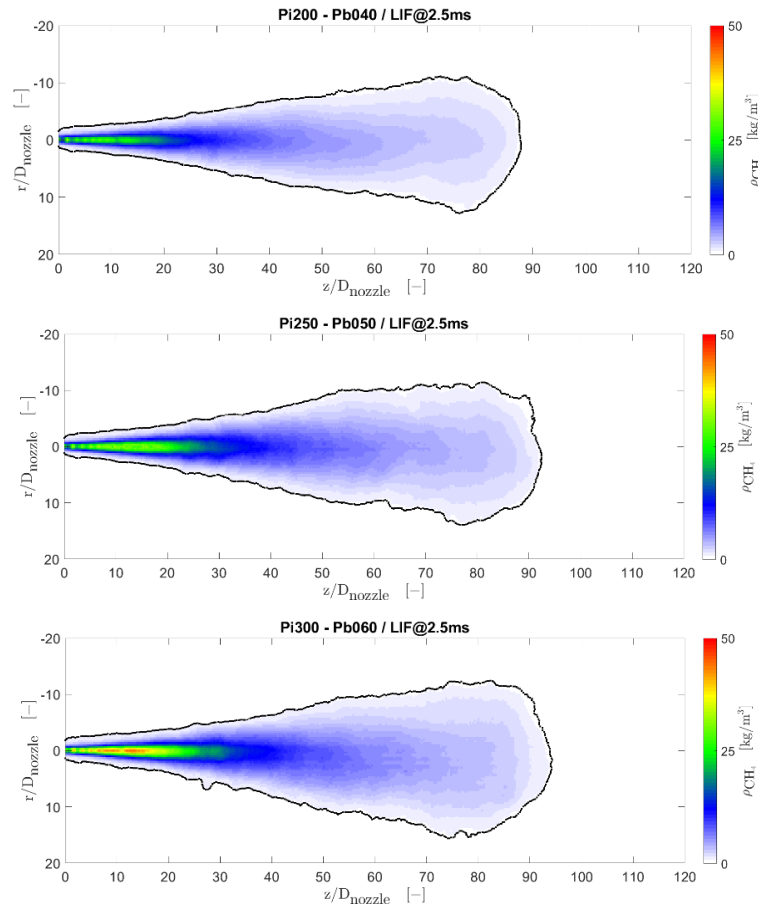 Pi200 - Pb040 / LIF@2.5ms
-20
-10
0
10
20
r/Dnozzle [−]
0 10 20 30 40 50 60 70 80 90 100 110 120
z/Dnozzle [−]
50
25
0
ρCH [kg/m³]
Pi250 - Pb050 / LIF@2.5ms
-20
-10
0
10
20
r/Dnozzle [−]
0 10 20 30 40 50 60 70 80 90 100 110 120
z/Dnozzle [−]
50
25
0
ρCH₄ [kg/m³]
Pi300 - Pb060 / LIF@2.5ms
-20
-10
0
10
20
r/Dnozzle [−]
0 10 20 30 40 50 60 70 80 90 100 110 120
z/Dnozzle [−]
50
25
0
ρCH₄ [kg/m³]